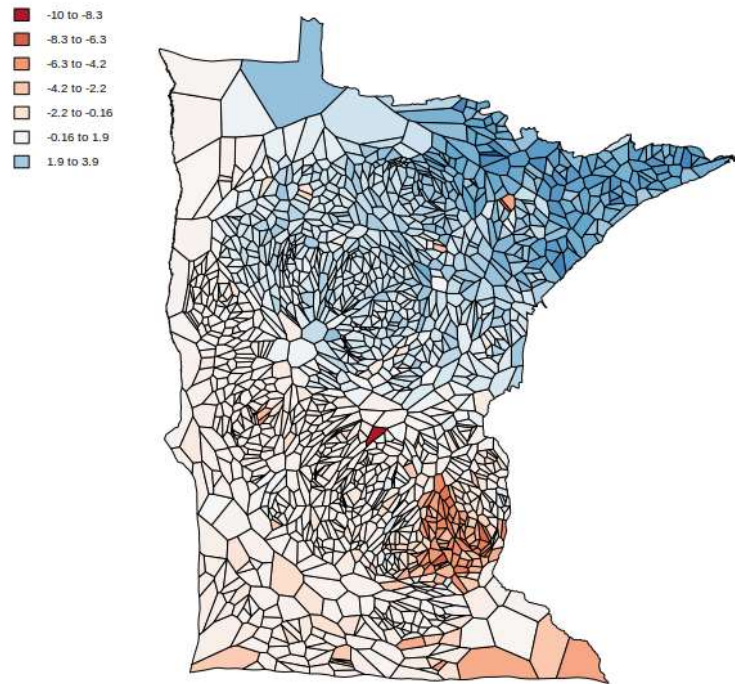 -10 to -8.3
-8.3 to -6.3
-6.3 to -4.2
-4.2 to -2.2
-2.2 to -0.16
-0.16 to 1.9
1.9 to 3.9